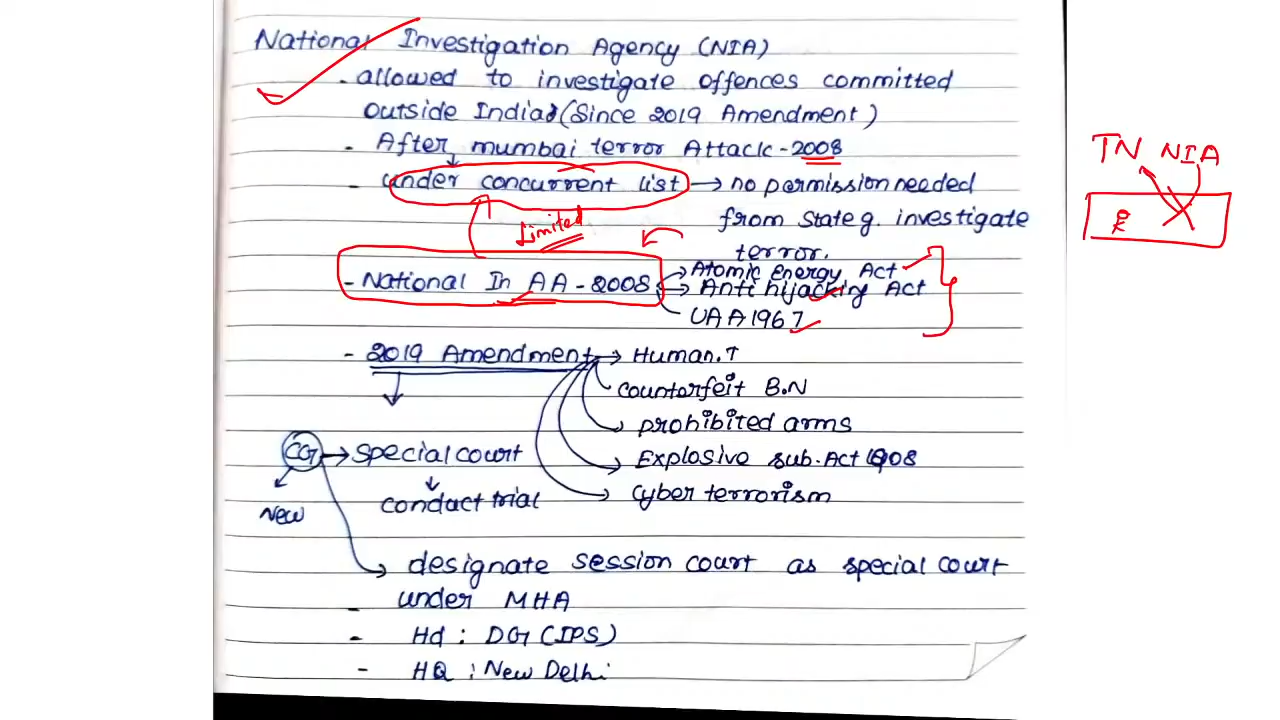 National Investigation Agency (NIA)
. allowed to investigate offences committed
outside India (Since 2019 Amendment)
- After mumbai terror Attack - 2008
- under concurrent list → no permission needed
from State g. investigate
terror.
Limited
- National In AA - 2008 → Atomic energy Act
→ Anti hijacking Act
UAA 1967
- 2019 Amendment → Human. T
counterfeit B.N
prohibited arms
Explosive sub. Act 1908
Cyber terrorism
CG → special court
New
conduct trial
designate session court as special court
- under MHA
- Hd : DG (IPS)
- HQ : New Delhi
TN NIA